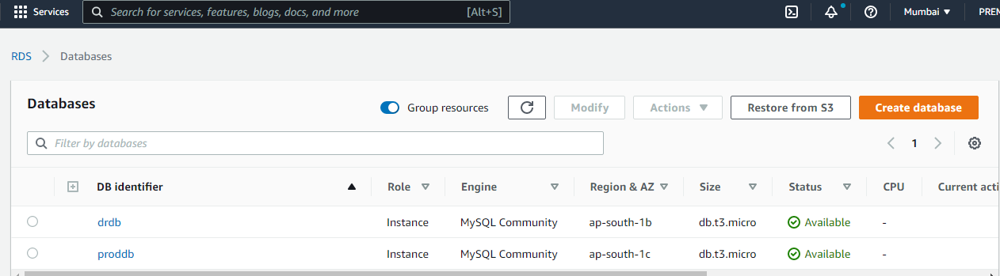 Services Search for services, features, blogs, docs, and more [Alt+S] Mumbai PREM
RDS Databases
Databases Group resources Modify Actions Restore from S3 Create database
Filter by databases 1
DB identifier Role Engine Region & AZ Size Status CPU Current acti
drdb Instance MySQL Community ap-south-1b db.t3.micro Available -
proddb Instance MySQL Community ap-south-1c db.t3.micro Available -